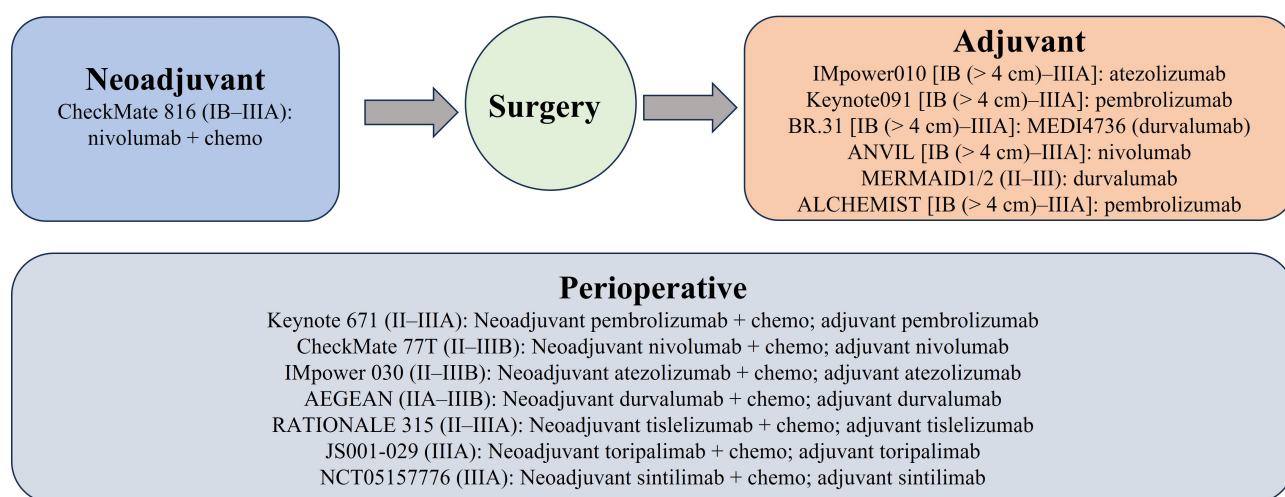 Neoadjuvant
CheckMate 816 (IB–IIIA):
nivolumab + chemo
Surgery
Adjuvant
IMpower010 [IB (> 4 cm)–IIIA]: atezolizumab
Keynote091 [IB (> 4 cm)–IIIA]: pembrolizumab
BR.31 [IB (> 4 cm)–IIIA]: MEDI4736 (durvalumab)
ANVIL [IB (> 4 cm)–IIIA]: nivolumab
MERMAID1/2 (II–III): durvalumab
ALCHEMIST [IB (> 4 cm)–IIIA]: pembrolizumab
Perioperative
Keynote 671 (II–IIIA): Neoadjuvant pembrolizumab + chemo; adjuvant pembrolizumab
CheckMate 77T (II–IIIB): Neoadjuvant nivolumab + chemo; adjuvant nivolumab
IMpower 030 (II–IIIB): Neoadjuvant atezolizumab + chemo; adjuvant atezolizumab
AEGEAN (IIA–IIIB): Neoadjuvant durvalumab + chemo; adjuvant durvalumab
RATIONALE 315 (II–IIIA): Neoadjuvant tislelizumab + chemo; adjuvant tislelizumab
JS001-029 (IIIA): Neoadjuvant toripalimab + chemo; adjuvant toripalimab
NCT05157776 (IIIA): Neoadjuvant sintilimab + chemo; adjuvant sintilimab